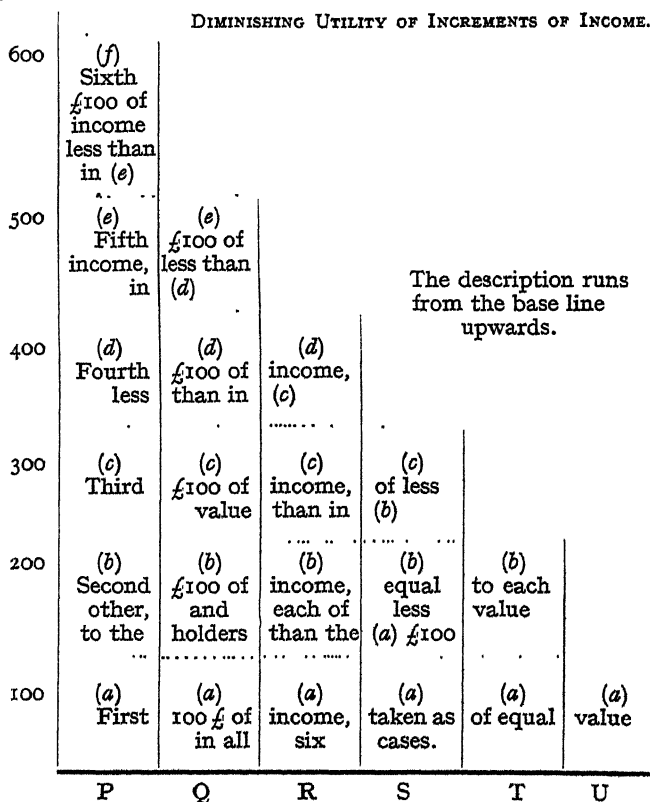 DIMINISHING UTILITY OF INCREMENTS OF INCOME.
600 (f)
Sixth
£100 of
income
less than
in (e)
500 (e) (e)
Fifth £100 of
income, less than
in (d)
The description runs
from the base line
upwards.
400 (d) (d) (d)
Fourth £100 of income,
less than in (c)
300 (c) (c) (c) (c)
Third £100 of income, of less
value than in (b)
200 (b) (b) (b) (b) (b)
Second £100 of income, equal to each
other, and each of less value
to the holders than the (a) £100
100 (a) (a) (a) (a) (a) (a)
First 100 £ of income, taken as of equal value
in all six cases.
P Q R S T U